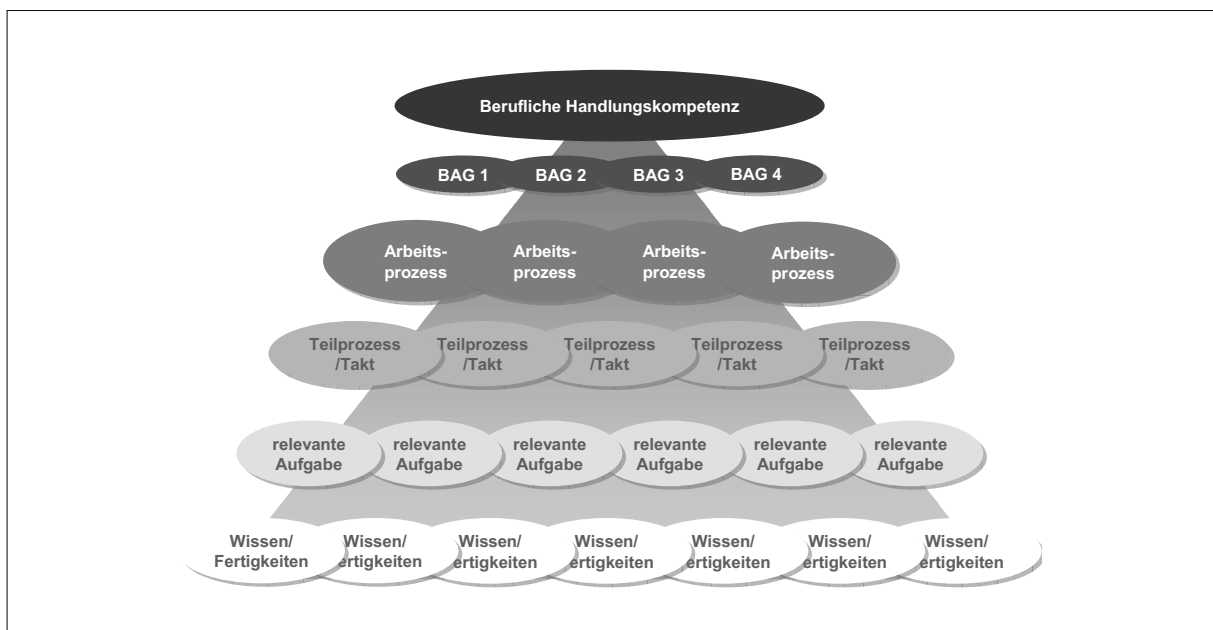 Berufliche Handlungskompetenz
BAG 1 BAG 2 BAG 3 BAG 4
Arbeits- Arbeits- Arbeits- Arbeits-
prozess prozess prozess prozess
Teilprozess Teilprozess Teilprozess Teilprozess Teilprozess
/Takt /Takt /Takt /Takt /Takt
relevante relevante relevante relevante relevante relevante
Aufgabe Aufgabe Aufgabe Aufgabe Aufgabe Aufgabe
Wissen/ Wissen/ Wissen/ Wissen/ Wissen/ Wissen/ Wissen/
Fertigkeiten ertigkeiten ertigkeiten ertigkeiten ertigkeiten ertigkeiten ertigkeiten